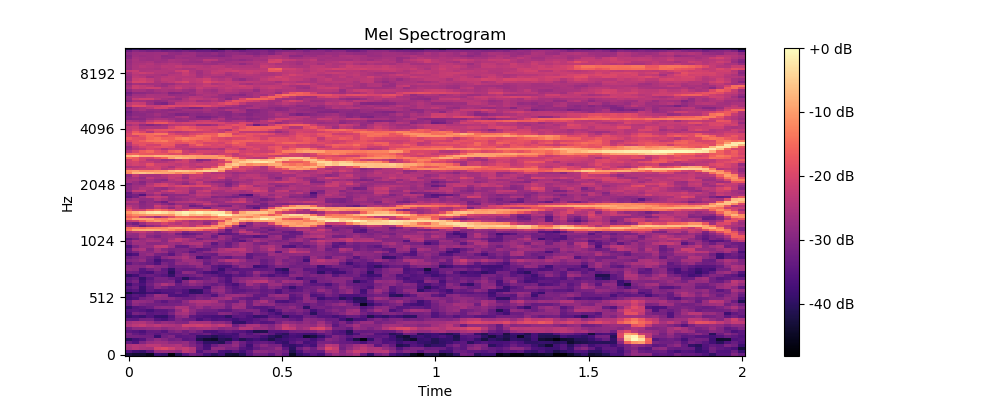 Mel Spectrogram
Hz
8192
4096
2048
1024
512
0
0 0.5 1 1.5 2
Time
+0 dB
-10 dB
-20 dB
-30 dB
-40 dB